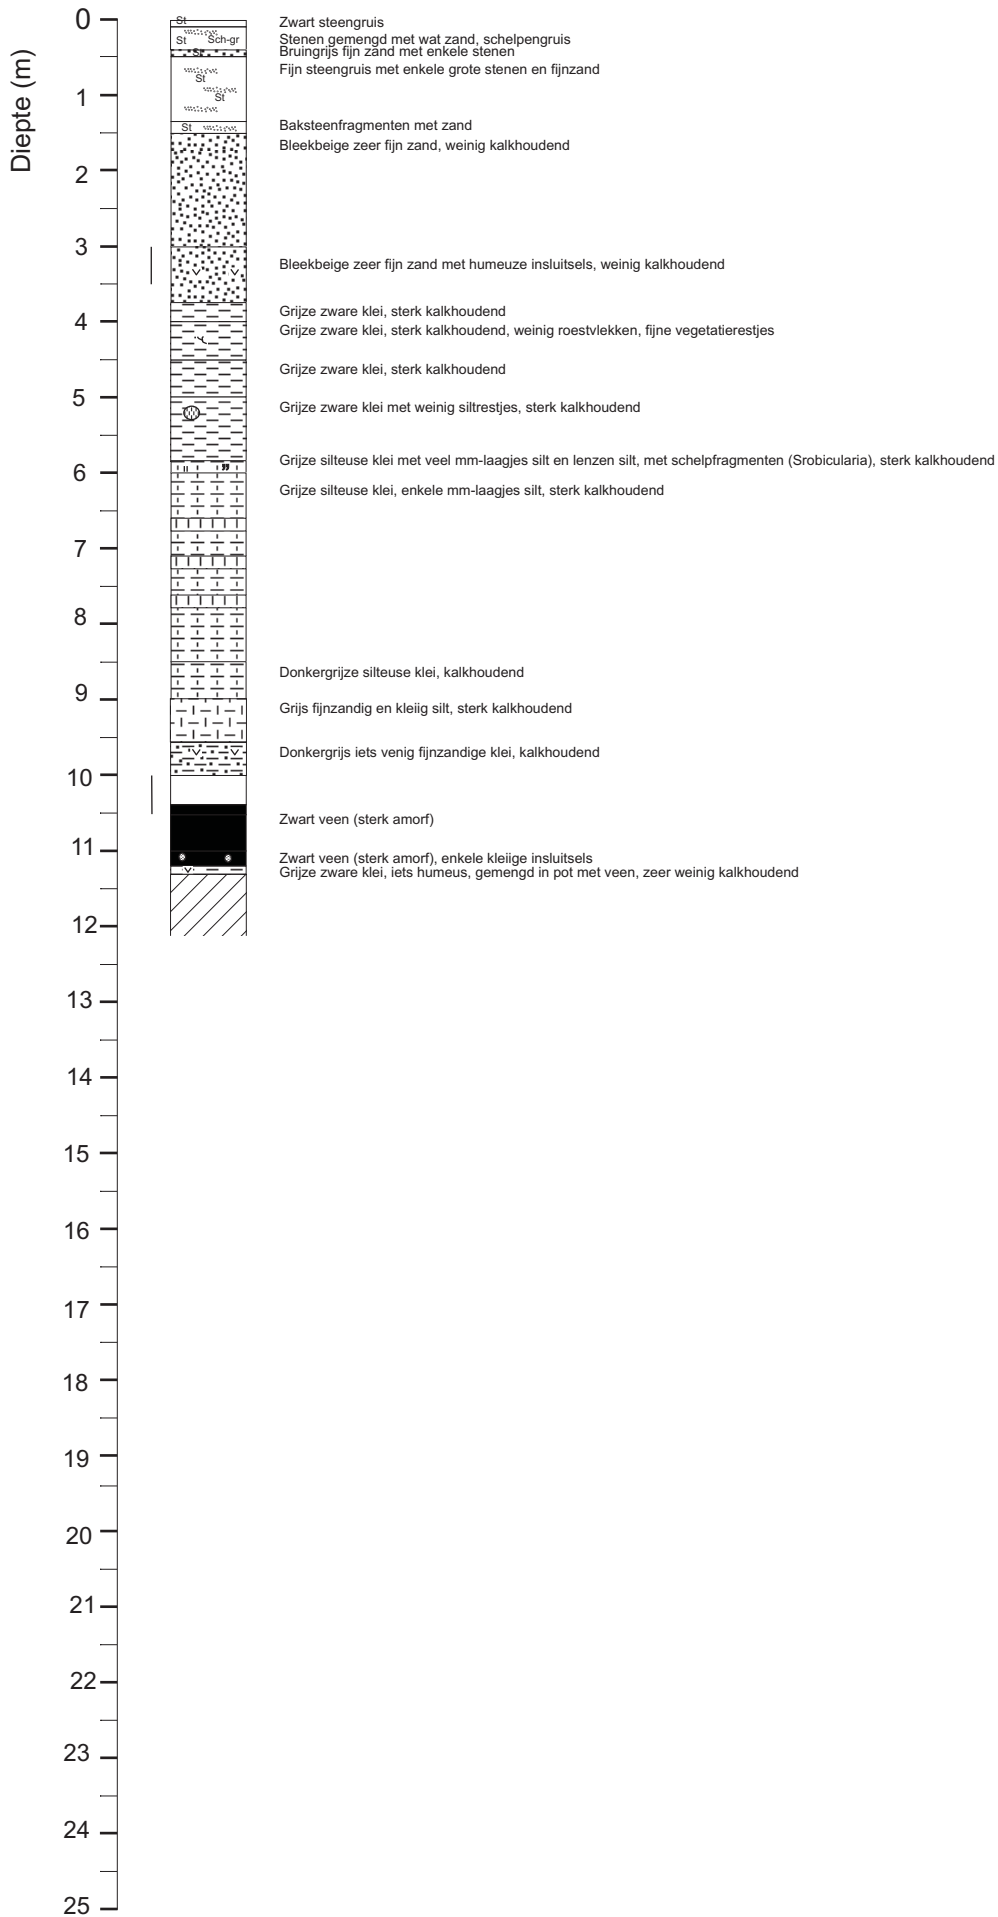 Diepte (m)
0
1
2
3
4
5
6
7
8
9
10
11
12
13
14
15
16
17
18
19
20
21
22
23
24
25
St
St Sch-gr
St
St
St
St
Zwart steengruis
Stenen gemengd met wat zand, schelpengruis
Bruingrijs fijn zand met enkele stenen
Fijn steengruis met enkele grote stenen en fijnzand
Baksteenfragmenten met zand
Bleekbeige zeer fijn zand, weinig kalkhoudend
Bleekbeige zeer fijn zand met humeuze insluitsels, weinig kalkhoudend
Grijze zware klei, sterk kalkhoudend
Grijze zware klei, sterk kalkhoudend, weinig roestvlekken, fijne vegetatierestjes
Grijze zware klei, sterk kalkhoudend
Grijze zware klei met weinig siltrestjes, sterk kalkhoudend
Grijze silteuse klei met veel mm-laagjes silt en lenzen silt, met schelpfragmenten (Srobicularia), sterk kalkhoudend
Grijze silteuse klei, enkele mm-laagjes silt, sterk kalkhoudend
Donkergrijze silteuse klei, kalkhoudend
Grijs fijnzandig en kleiig silt, sterk kalkhoudend
Donkergrijs iets venig fijnzandige klei, kalkhoudend
Zwart veen (sterk amorf)
Zwart veen (sterk amorf), enkele kleiige insluitsels
Grijze zware klei, iets humeus, gemengd in pot met veen, zeer weinig kalkhoudend